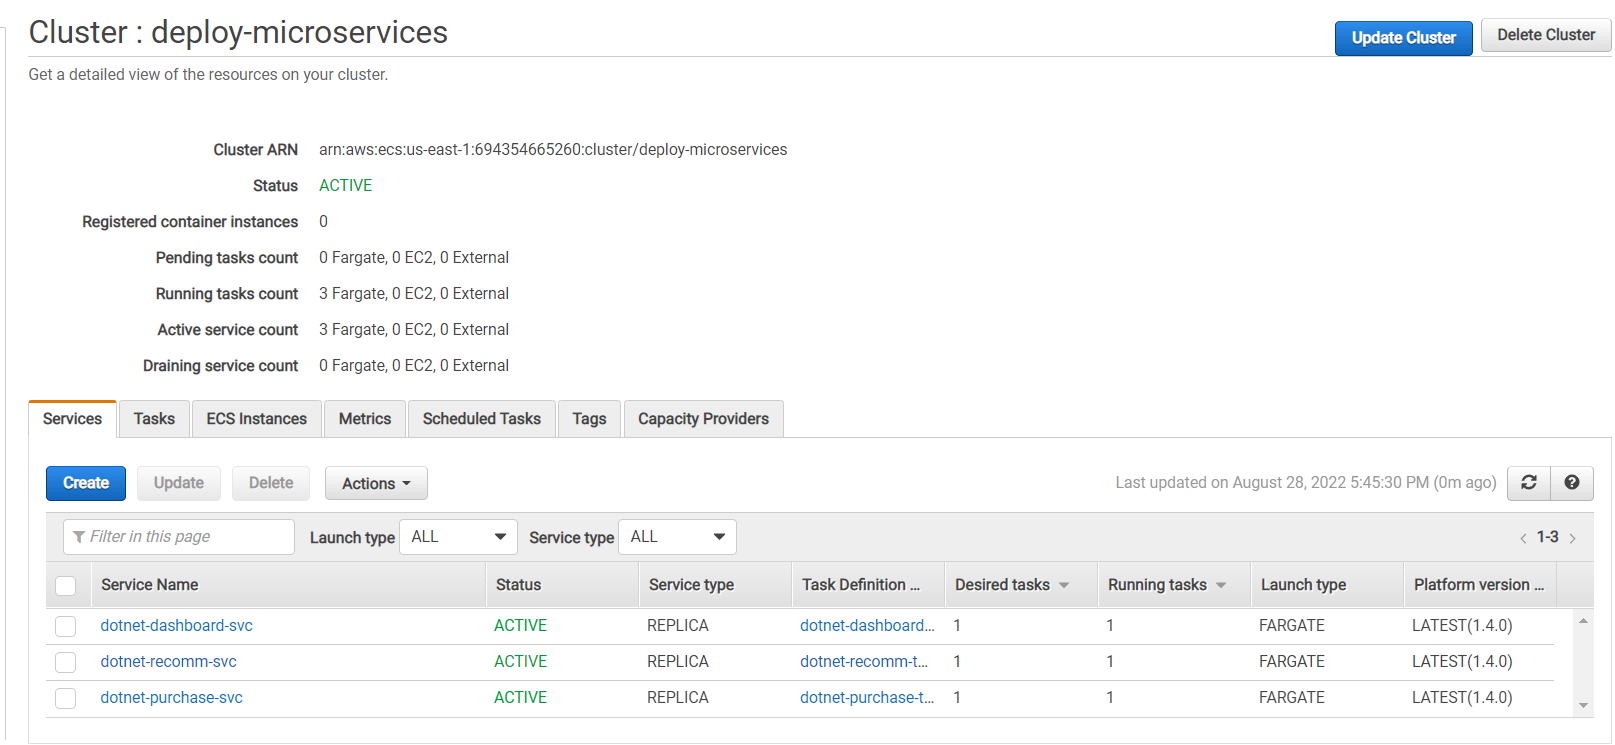 Cluster : deploy-microservices
Update Cluster Delete Cluster
Get a detailed view of the resources on your cluster.
Cluster ARN arn:aws:ecs:us-east-1:694354665260:cluster/deploy-microservices
Status ACTIVE
Registered container instances 0
Pending tasks count 0 Fargate, 0 EC2, 0 External
Running tasks count 3 Fargate, 0 EC2, 0 External
Active service count 3 Fargate, 0 EC2, 0 External
Draining service count 0 Fargate, 0 EC2, 0 External
Services Tasks ECS Instances Metrics Scheduled Tasks Tags Capacity Providers
Create Update Delete Actions Last updated on August 28, 2022 5:45:30 PM (0m ago)
Filter in this page Launch type ALL Service type ALL 1-3
Service Name Status Service type Task Definition ... Desired tasks Running tasks Launch type Platform version ...
dotnet-dashboard-svc ACTIVE REPLICA dotnet-dashboard... 1 1 FARGATE LATEST(1.4.0)
dotnet-recomm-svc ACTIVE REPLICA dotnet-recomm-t... 1 1 FARGATE LATEST(1.4.0)
dotnet-purchase-svc ACTIVE REPLICA dotnet-purchase-t... 1 1 FARGATE LATEST(1.4.0)